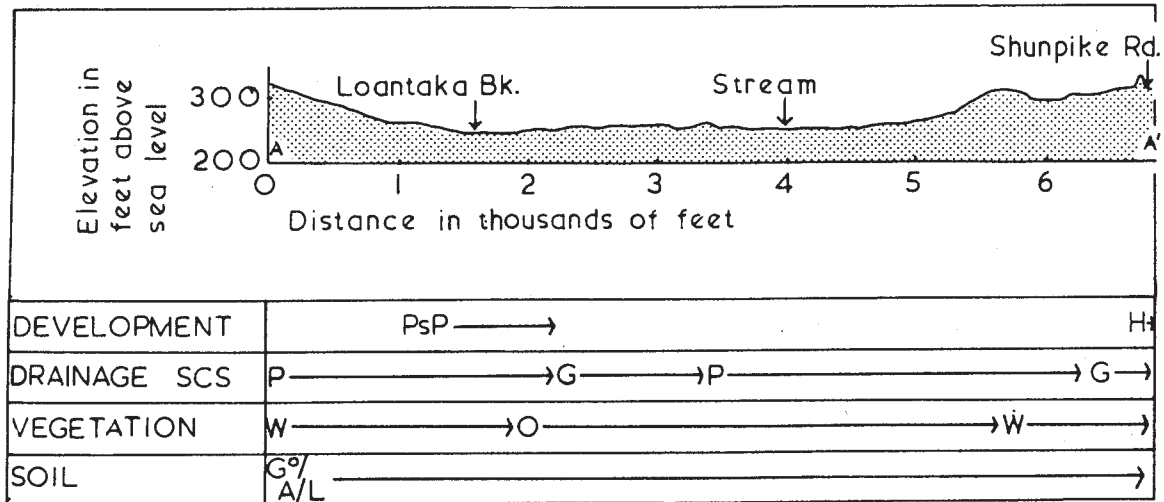 Shunpike Rd.
Elevation in
feet above
sea level
300
200
Loantaka Bk.
Stream
A
A'
0 1 2 3 4 5 6
Distance in thousands of feet
DEVELOPMENT PsP H
DRAINAGE SCS P G P G
VEGETATION W O W
SOIL G°/
A/L